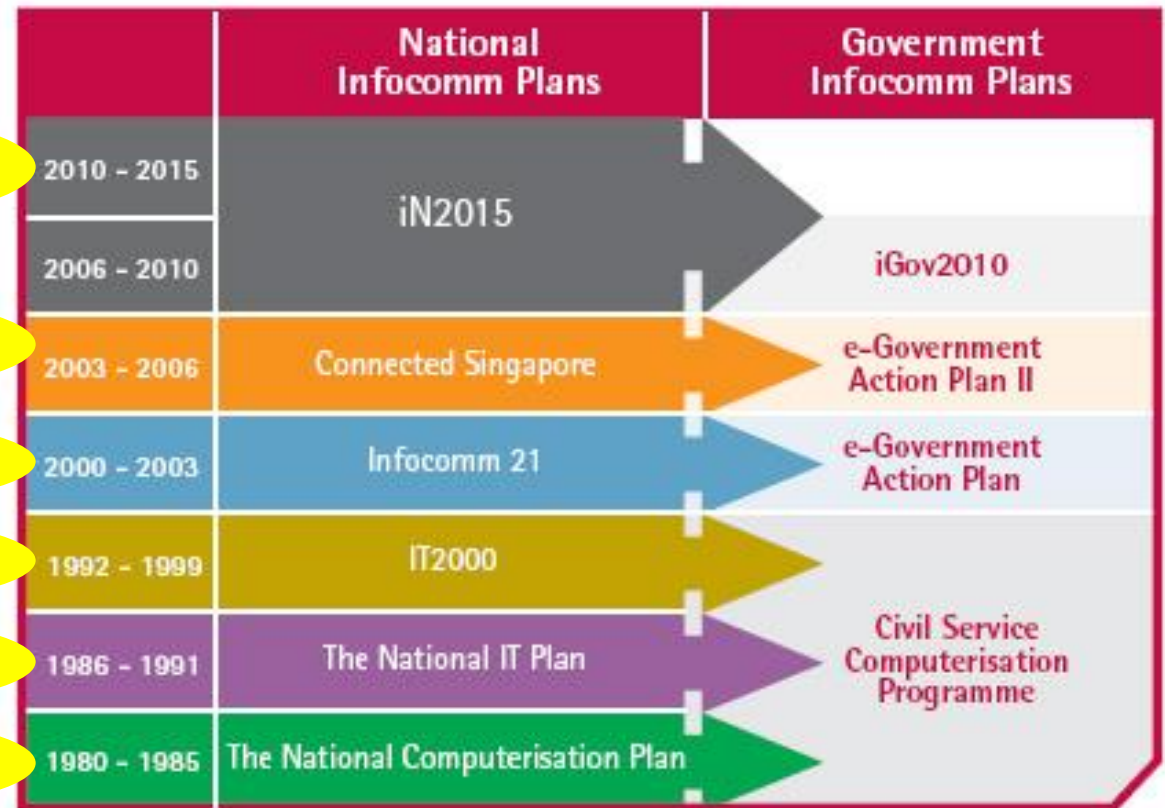 National
Infocomm Plans
Government
Infocomm Plans
2010 - 2015
iN2015
2006 - 2010
iGov2010
2003 - 2006
Connected Singapore
e-Government
Action Plan II
2000 - 2003
Infocomm 21
e-Government
Action Plan
1992 - 1999
IT2000
1986 - 1991
The National IT Plan
Civil Service
Computerisation
Programme
1980 - 1985
The National Computerisation Plan